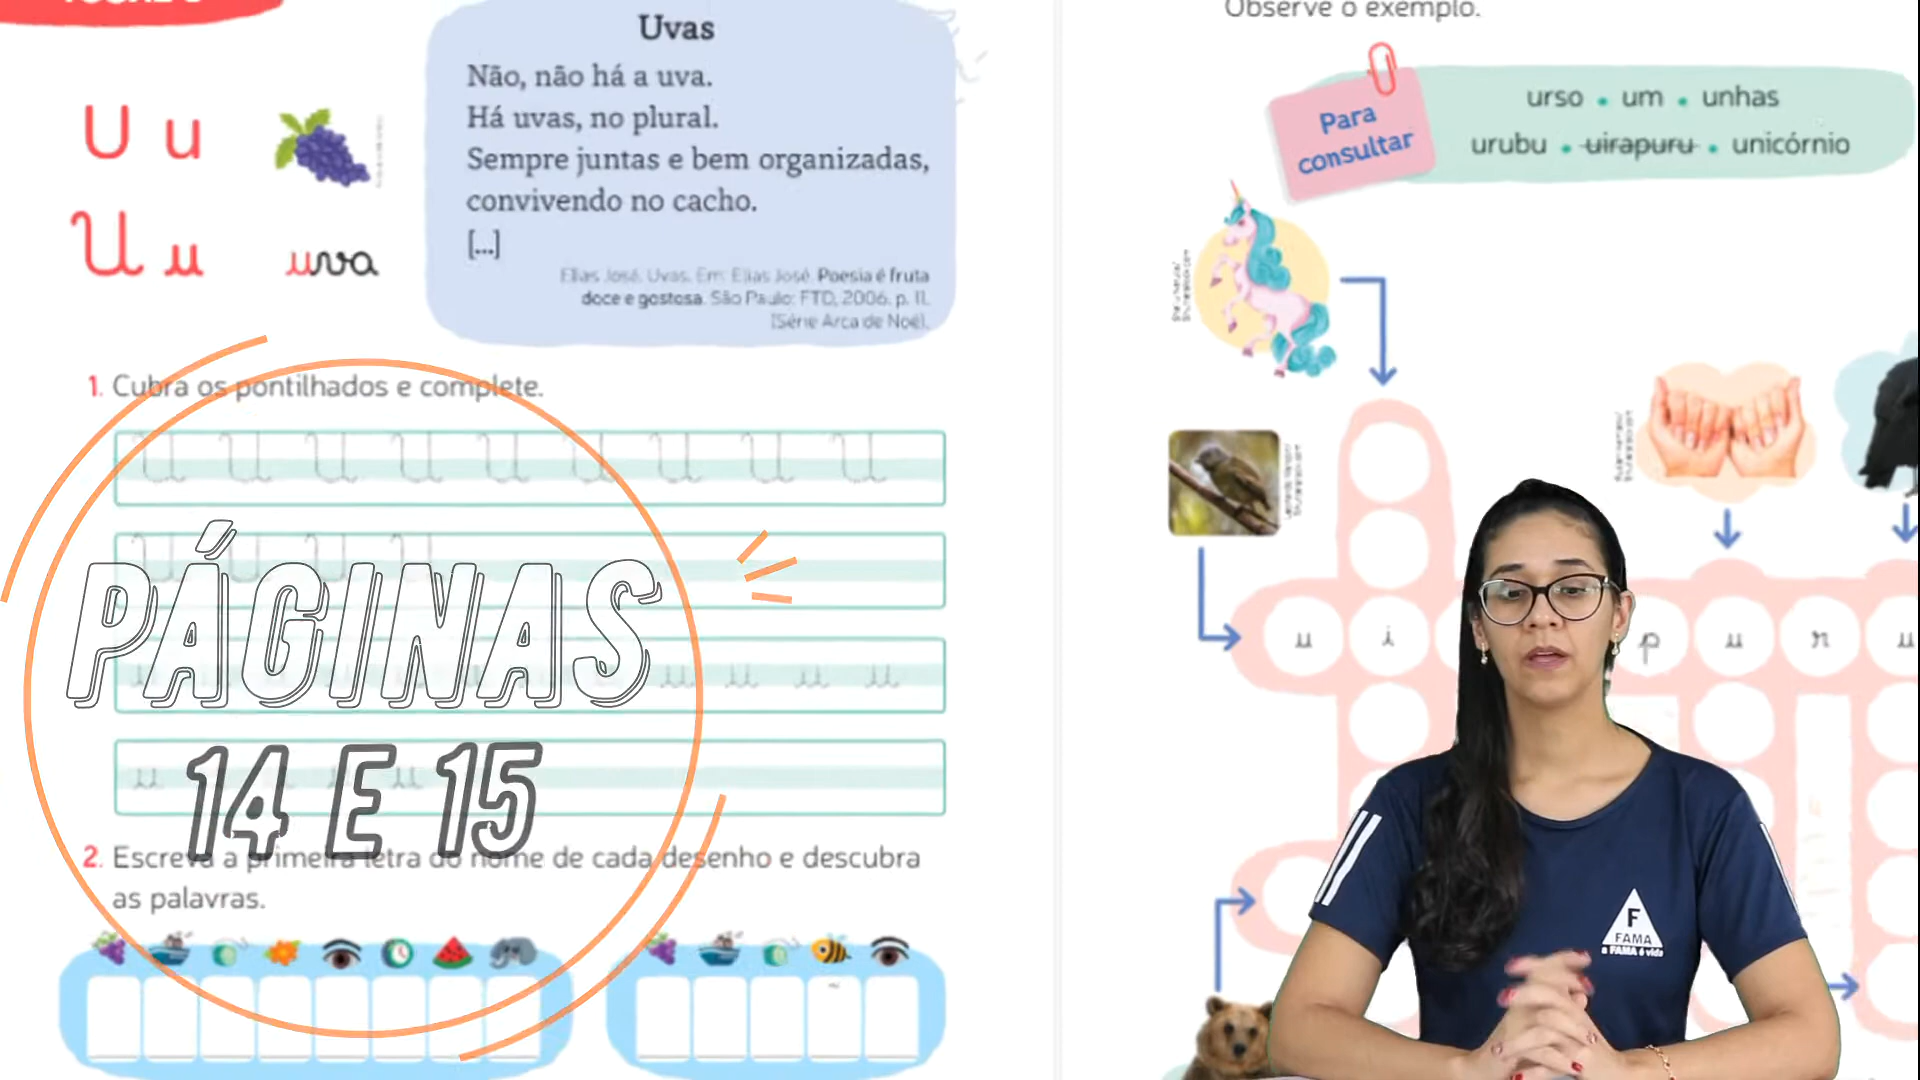 Uvas
Não, não há a uva.
Há uvas, no plural.
Sempre juntas e bem organizadas,
convivendo no cacho.
[...]
Elias José. Uvas. Em: Elias José. Poesia é fruta
doce e gostosa. São Paulo: FTD, 2006. p. 11.
(Série Arca de Noé).
U u
U u
uva
1. Cubra os pontilhados e complete.
U U U U U U U U U
U U U U
u u u u
u u
PÁGINAS
14 E 15
2. Escreva a primeira letra do nome de cada desenho e descubra
as palavras.
~
Observe o exemplo.
Para
consultar
urso • um • unhas
urubu • uirapuru • unicórnio
u i p u r u
F
FAMA
a FAMA é vida